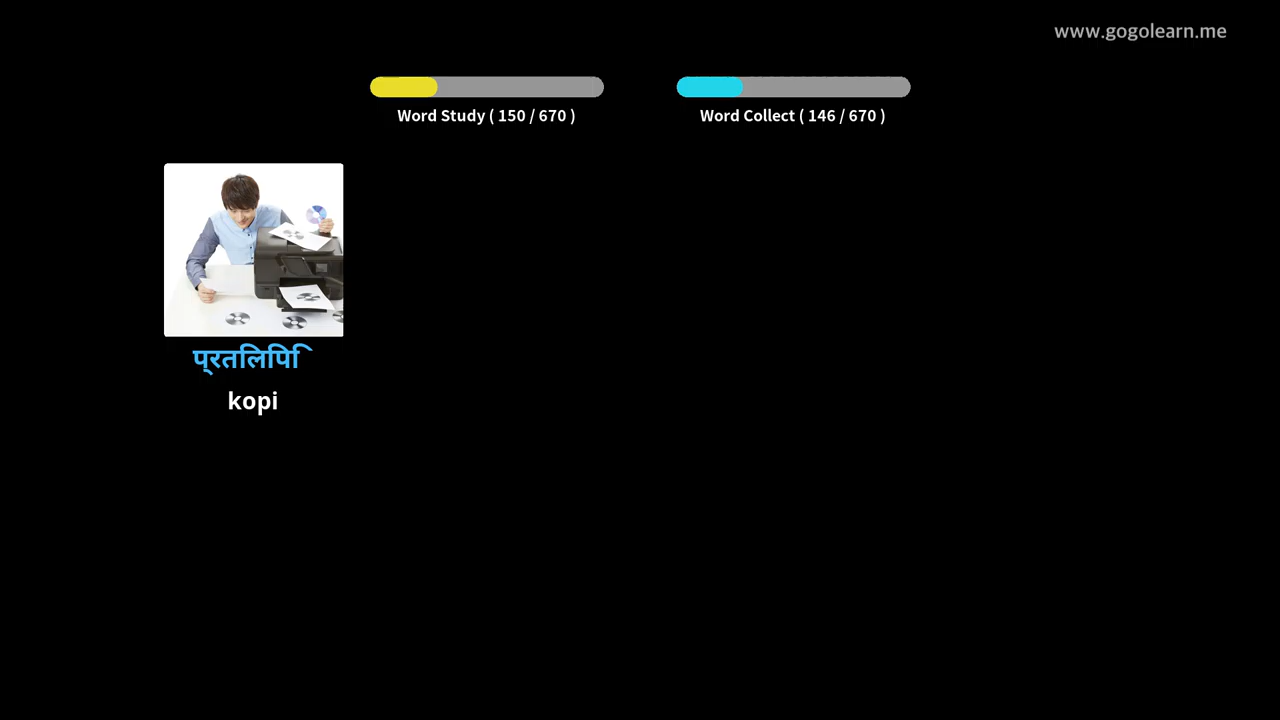 www.gogolearn.me
Word Study ( 150 / 670 )
Word Collect ( 146 / 670 )
प्रतिलिपि
kopi